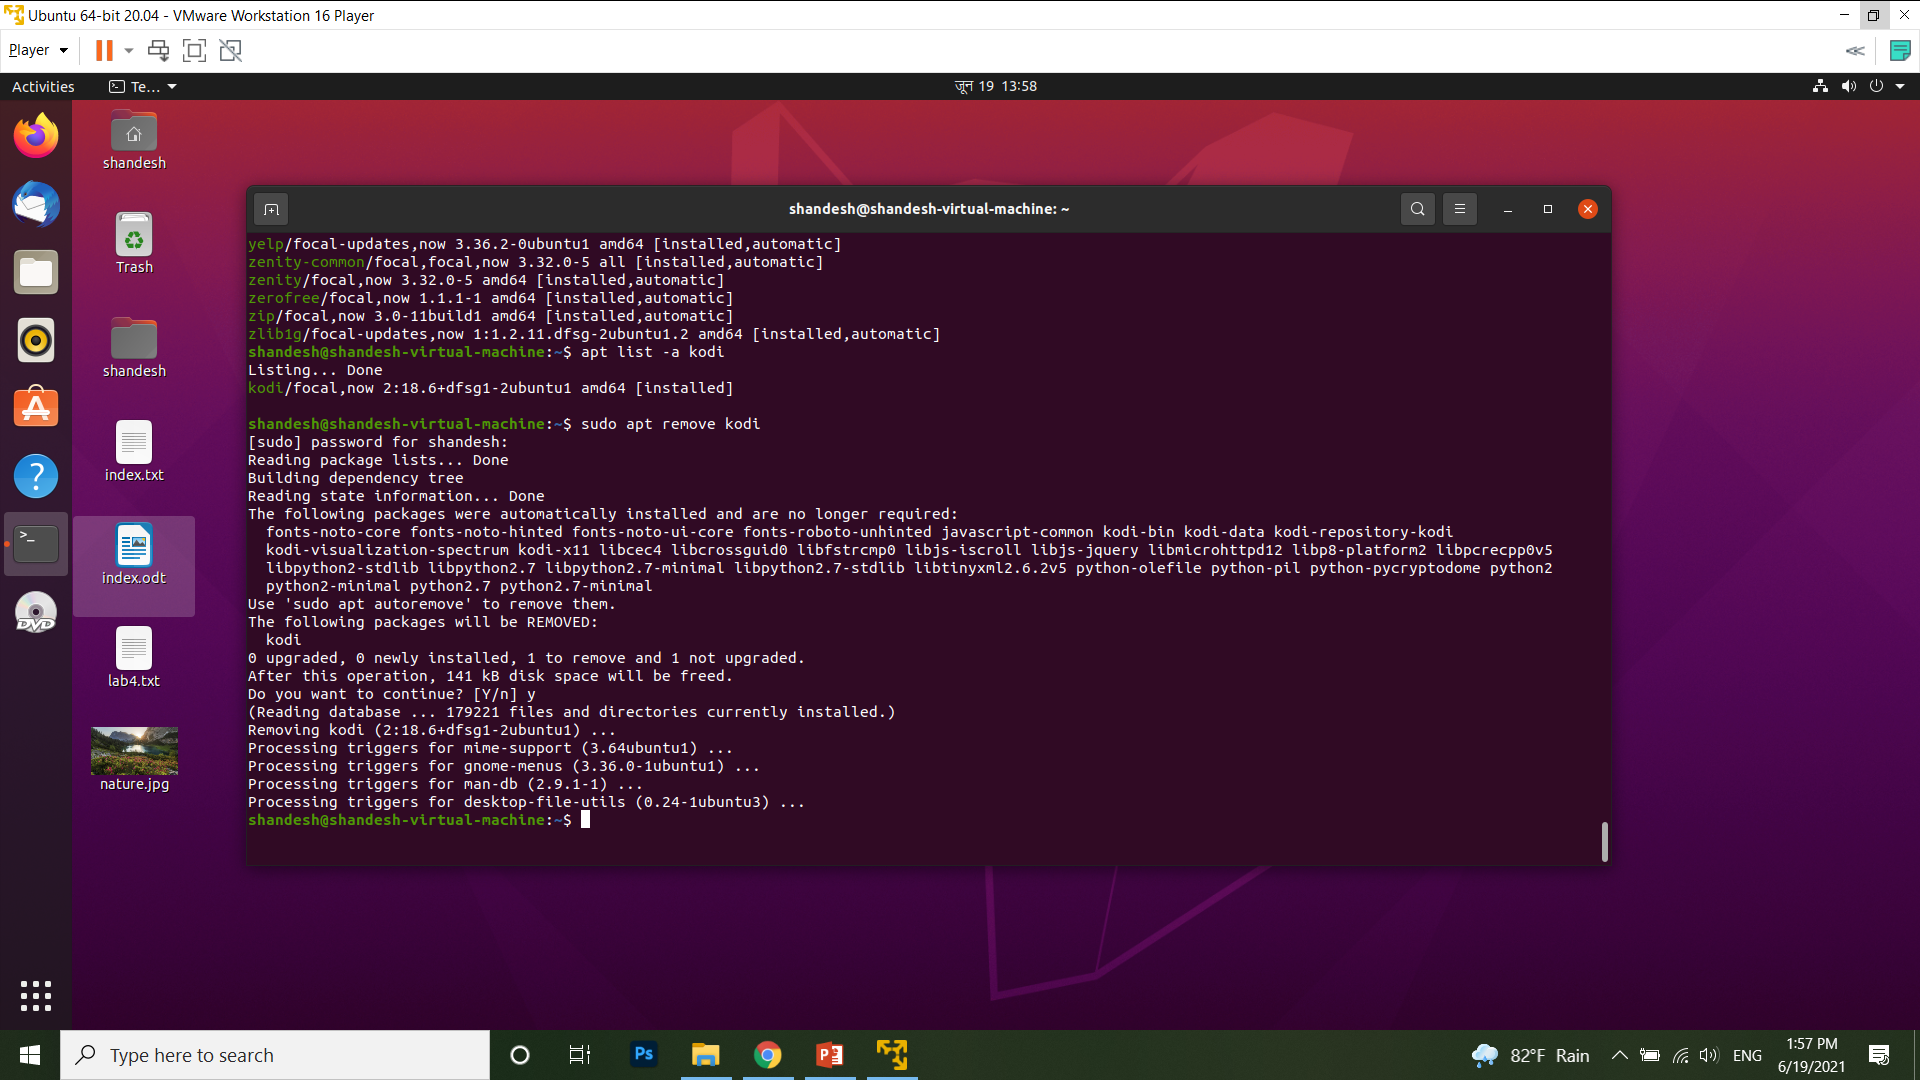 Ubuntu 64-bit 20.04 - VMware Workstation 16 Player
Player
Activities
Te...
जून 19 13:58
shandesh
Trash
shandesh
index.txt
index.odt
lab4.txt
nature.jpg
DVD
shandesh@shandesh-virtual-machine: ~
yelp/focal-updates,now 3.36.2-0ubuntu1 amd64 [installed,automatic]
zenity-common/focal,focal,now 3.32.0-5 all [installed,automatic]
zenity/focal,now 3.32.0-5 amd64 [installed,automatic]
zerofree/focal,now 1.1.1-1 amd64 [installed,automatic]
zip/focal,now 3.0-11build1 amd64 [installed,automatic]
zlib1g/focal-updates,now 1:1.2.11.dfsg-2ubuntu1.2 amd64 [installed,automatic]
shandesh@shandesh-virtual-machine:~$ apt list -a kodi
Listing... Done
kodi/focal,now 2:18.6+dfsg1-2ubuntu1 amd64 [installed]
shandesh@shandesh-virtual-machine:~$ sudo apt remove kodi
[sudo] password for shandesh:
Reading package lists... Done
Building dependency tree
Reading state information... Done
The following packages were automatically installed and are no longer required:
fonts-noto-core fonts-noto-hinted fonts-noto-ui-core fonts-roboto-unhinted javascript-common kodi-bin kodi-data kodi-repository-kodi
kodi-visualization-spectrum kodi-x11 libcec4 libcrossguid0 libfstrcmp0 libjs-iscroll libjs-jquery libmicrohttpd12 libp8-platform2 libpcrecpp0v5
libpython2-stdlib libpython2.7 libpython2.7-minimal libpython2.7-stdlib libtinyxml2.6.2v5 python-olefile python-pil python-pycryptodome python2
python2-minimal python2.7 python2.7-minimal
Use 'sudo apt autoremove' to remove them.
The following packages will be REMOVED:
kodi
0 upgraded, 0 newly installed, 1 to remove and 1 not upgraded.
After this operation, 141 kB disk space will be freed.
Do you want to continue? [Y/n] y
(Reading database ... 179221 files and directories currently installed.)
Removing kodi (2:18.6+dfsg1-2ubuntu1) ...
Processing triggers for mime-support (3.64ubuntu1) ...
Processing triggers for gnome-menus (3.36.0-1ubuntu1) ...
Processing triggers for man-db (2.9.1-1) ...
Processing triggers for desktop-file-utils (0.24-1ubuntu3) ...
shandesh@shandesh-virtual-machine:~$
Type here to search
Ps
82°F Rain
ENG
1:57 PM
6/19/2021